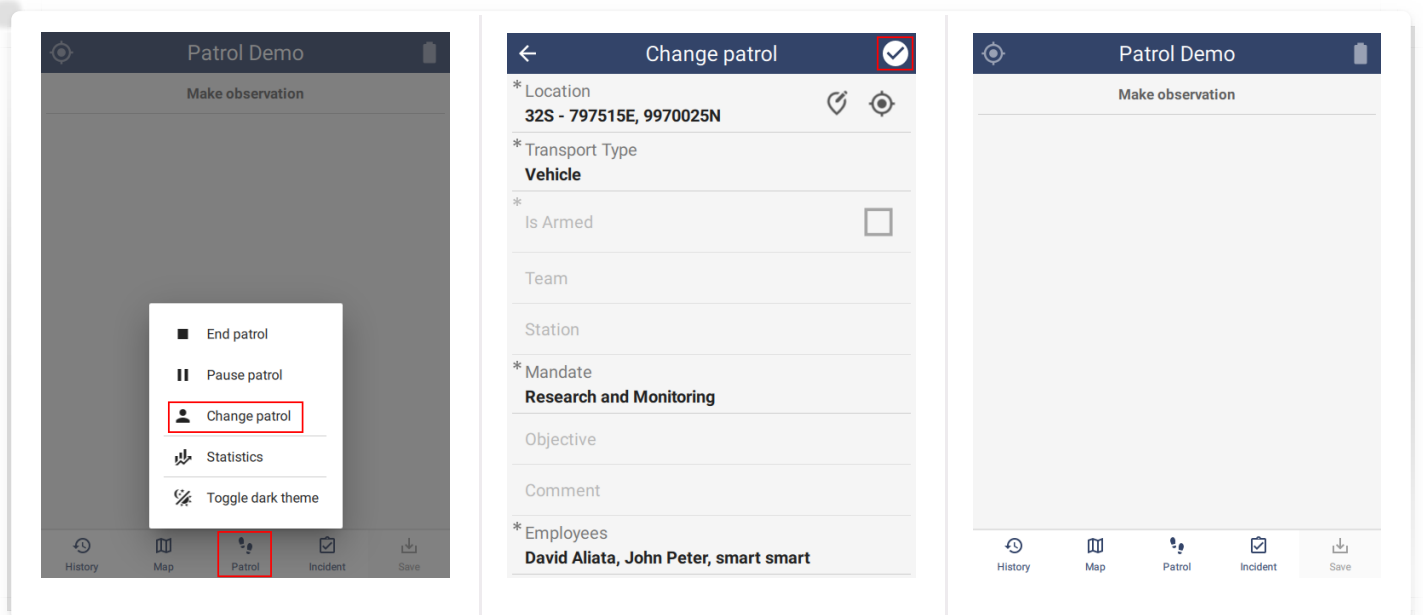 Patrol Demo
Make observation
End patrol
Pause patrol
Change patrol
Statistics
Toggle dark theme
History
Map
Patrol
Incident
Save
Change patrol
* Location
32S - 797515E, 9970025N
* Transport Type
Vehicle
*
Is Armed
Team
Station
* Mandate
Research and Monitoring
Objective
Comment
* Employees
David Aliata, John Peter, smart smart
Patrol Demo
Make observation
History
Map
Patrol
Incident
Save